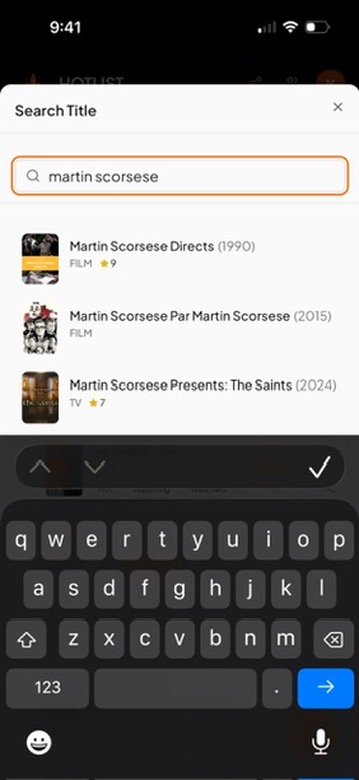 9:41
HOTLIST
Search Title
martin scorsese
Martin Scorsese Directs (1990)
FILM ★9
Martin Scorsese Par Martin Scorsese (2015)
FILM
Martin Scorsese Presents: The Saints (2024)
TV ★7
q w e r t y u i o p
a s d f g h j k l
z x c v b n m
123 .